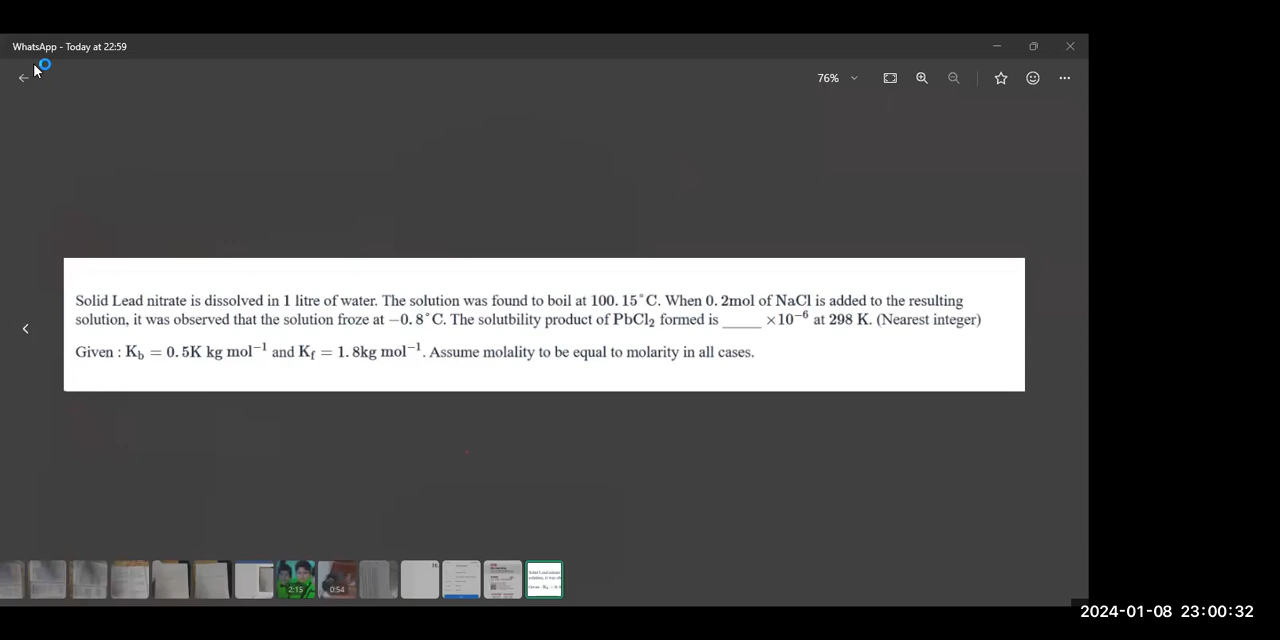 WhatsApp - Today at 22:59
76%
Solid Lead nitrate is dissolved in 1 litre of water. The solution was found to boil at 100.15°C. When 0.2mol of NaCl is added to the resulting
solution, it was observed that the solution froze at −0.8°C. The solutbility product of PbCl₂ formed is _____ ×10⁻⁶ at 298 K. (Nearest integer)
Given : K_b = 0.5K kg mol⁻¹ and K_f = 1.8kg mol⁻¹. Assume molality to be equal to molarity in all cases.
2:15
0:54
2024-01-08 23:00:32